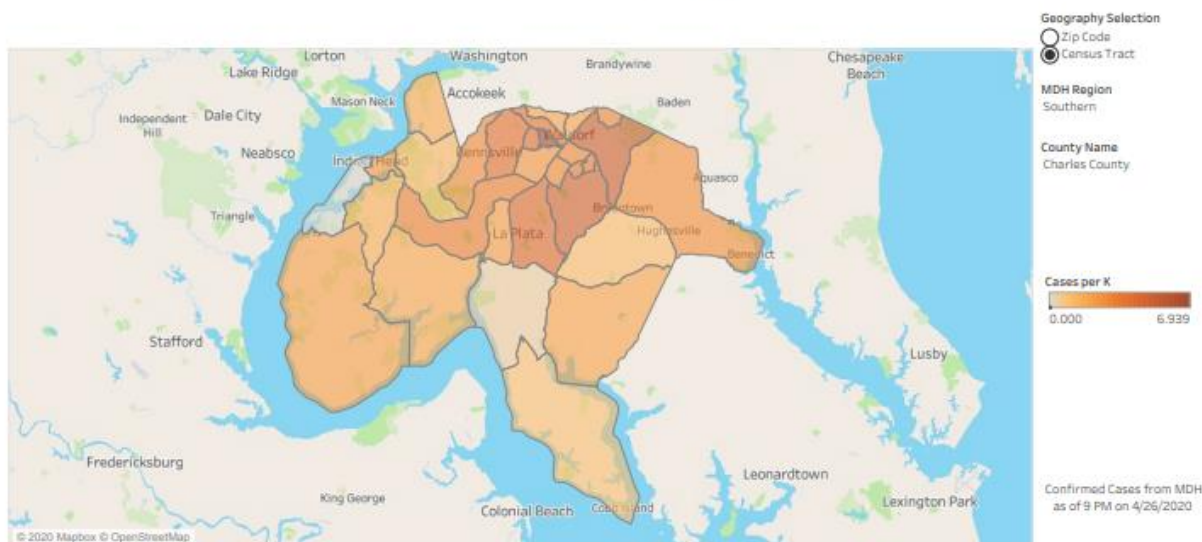 Geography Selection
Zip Code
Census Tract
MDH Region
Southern
County Name
Charles County
Cases per K
0.000 6.939
Confirmed Cases from MDH
as of 9 PM on 4/26/2020
Lorton
Washington
Chesapeake
Beach
Lake Ridge
Brandywine
Accokeek
Mason Neck
Baden
Dale City
Independent
Hill
Waldorf
Neabsco
Bennsville
Indian Head
Aquasco
Triangle
Bryantown
La Plata
Hughesville
Benedict
Stafford
Lusby
Fredericksburg
Leonardtown
King George
Colonial Beach
Cobb Island
Lexington Park
© 2020 Mapbox © OpenStreetMap